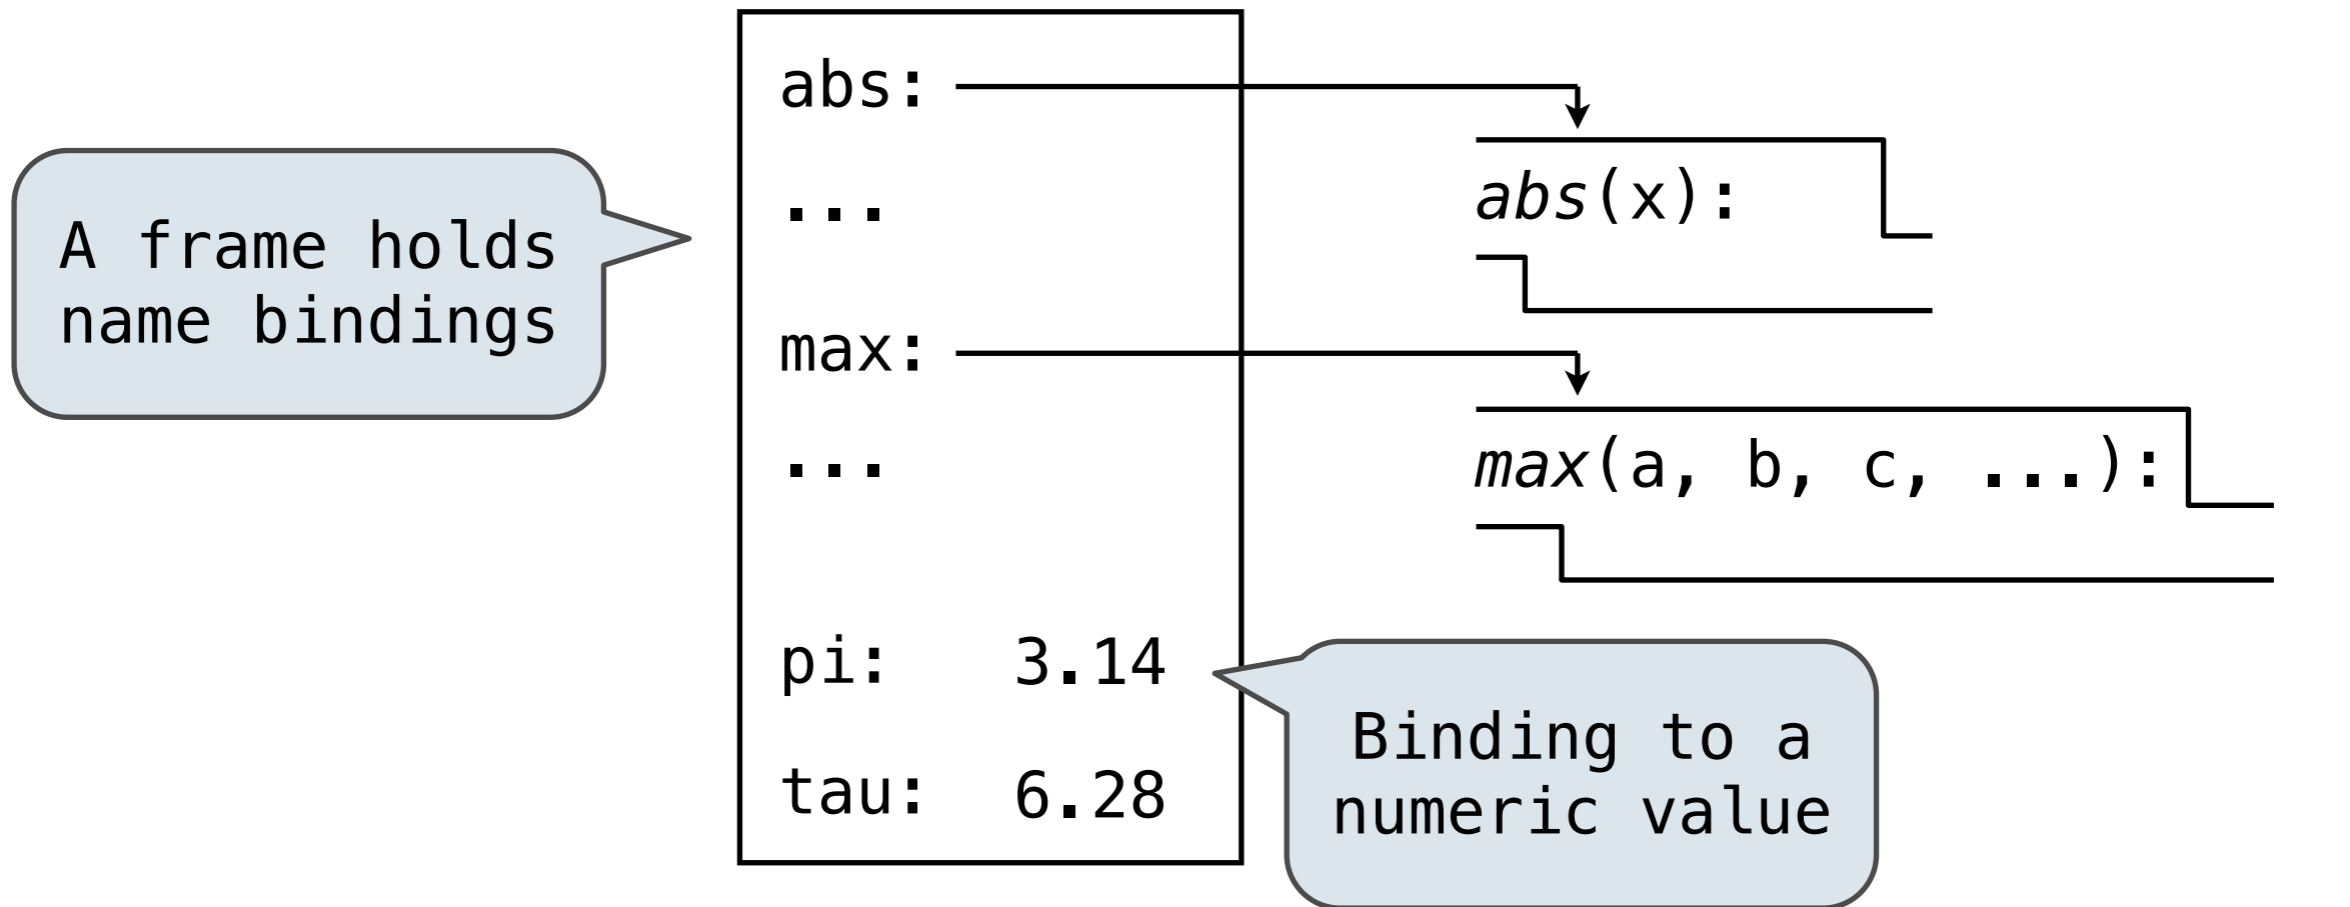 A frame holds
name bindings
abs:
...
max:
...
pi: 3.14
tau: 6.28
abs(x):
max(a, b, c, ...):
Binding to a
numeric value